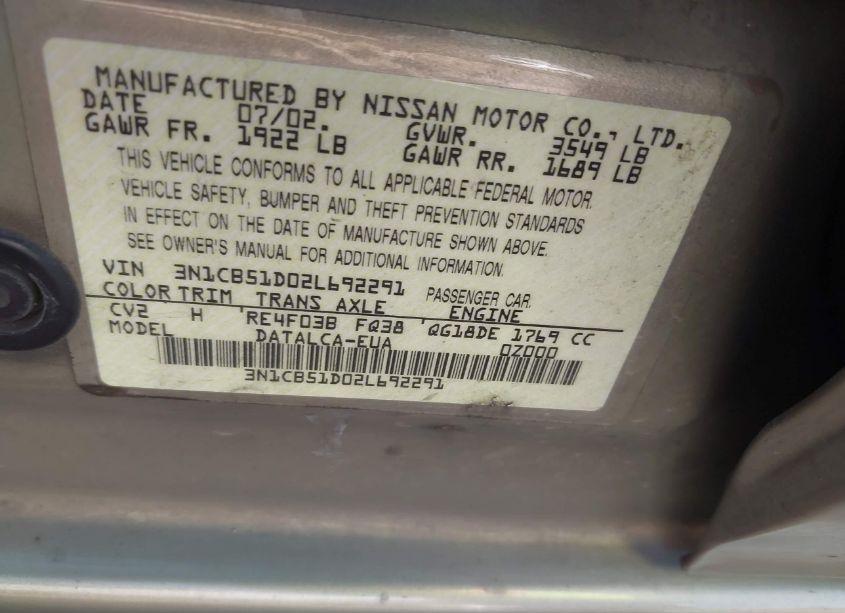 MANUFACTURED BY NISSAN MOTOR CO., LTD.
DATE 07/02. GVWR. 3549 LB
GAWR FR. 1922 LB GAWR RR. 1689 LB
THIS VEHICLE CONFORMS TO ALL APPLICABLE FEDERAL MOTOR
VEHICLE SAFETY, BUMPER AND THEFT PREVENTION STANDARDS
IN EFFECT ON THE DATE OF MANUFACTURE SHOWN ABOVE.
SEE OWNER'S MANUAL FOR ADDITIONAL INFORMATION.
VIN 3N1CB51D02L692291 PASSENGER CAR
COLOR TRIM TRANS AXLE ENGINE
CV2 H RE4F03B FQ38 QG18DE 1769 CC
MODEL DATALCA-EUA 0Z000
3N1CB51D02L692291